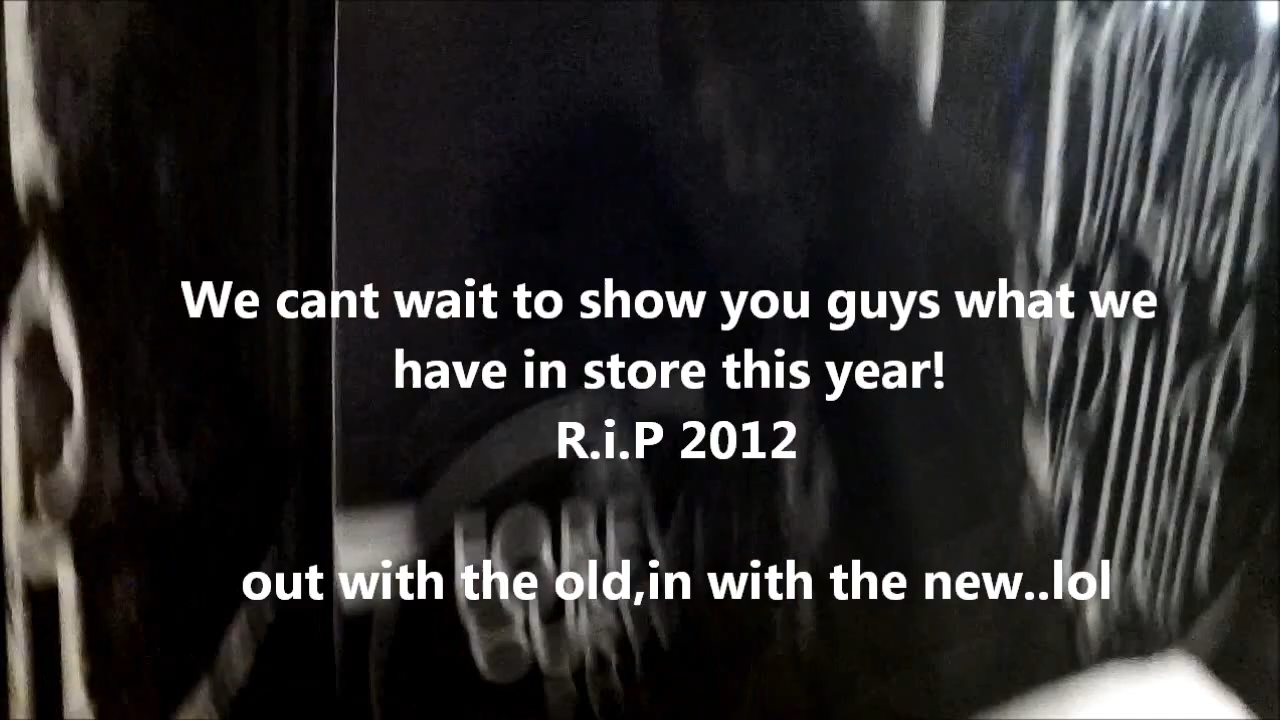 We cant wait to show you guys what we
have in store this year!
R.i.P 2012
out with the old,in with the new..lol